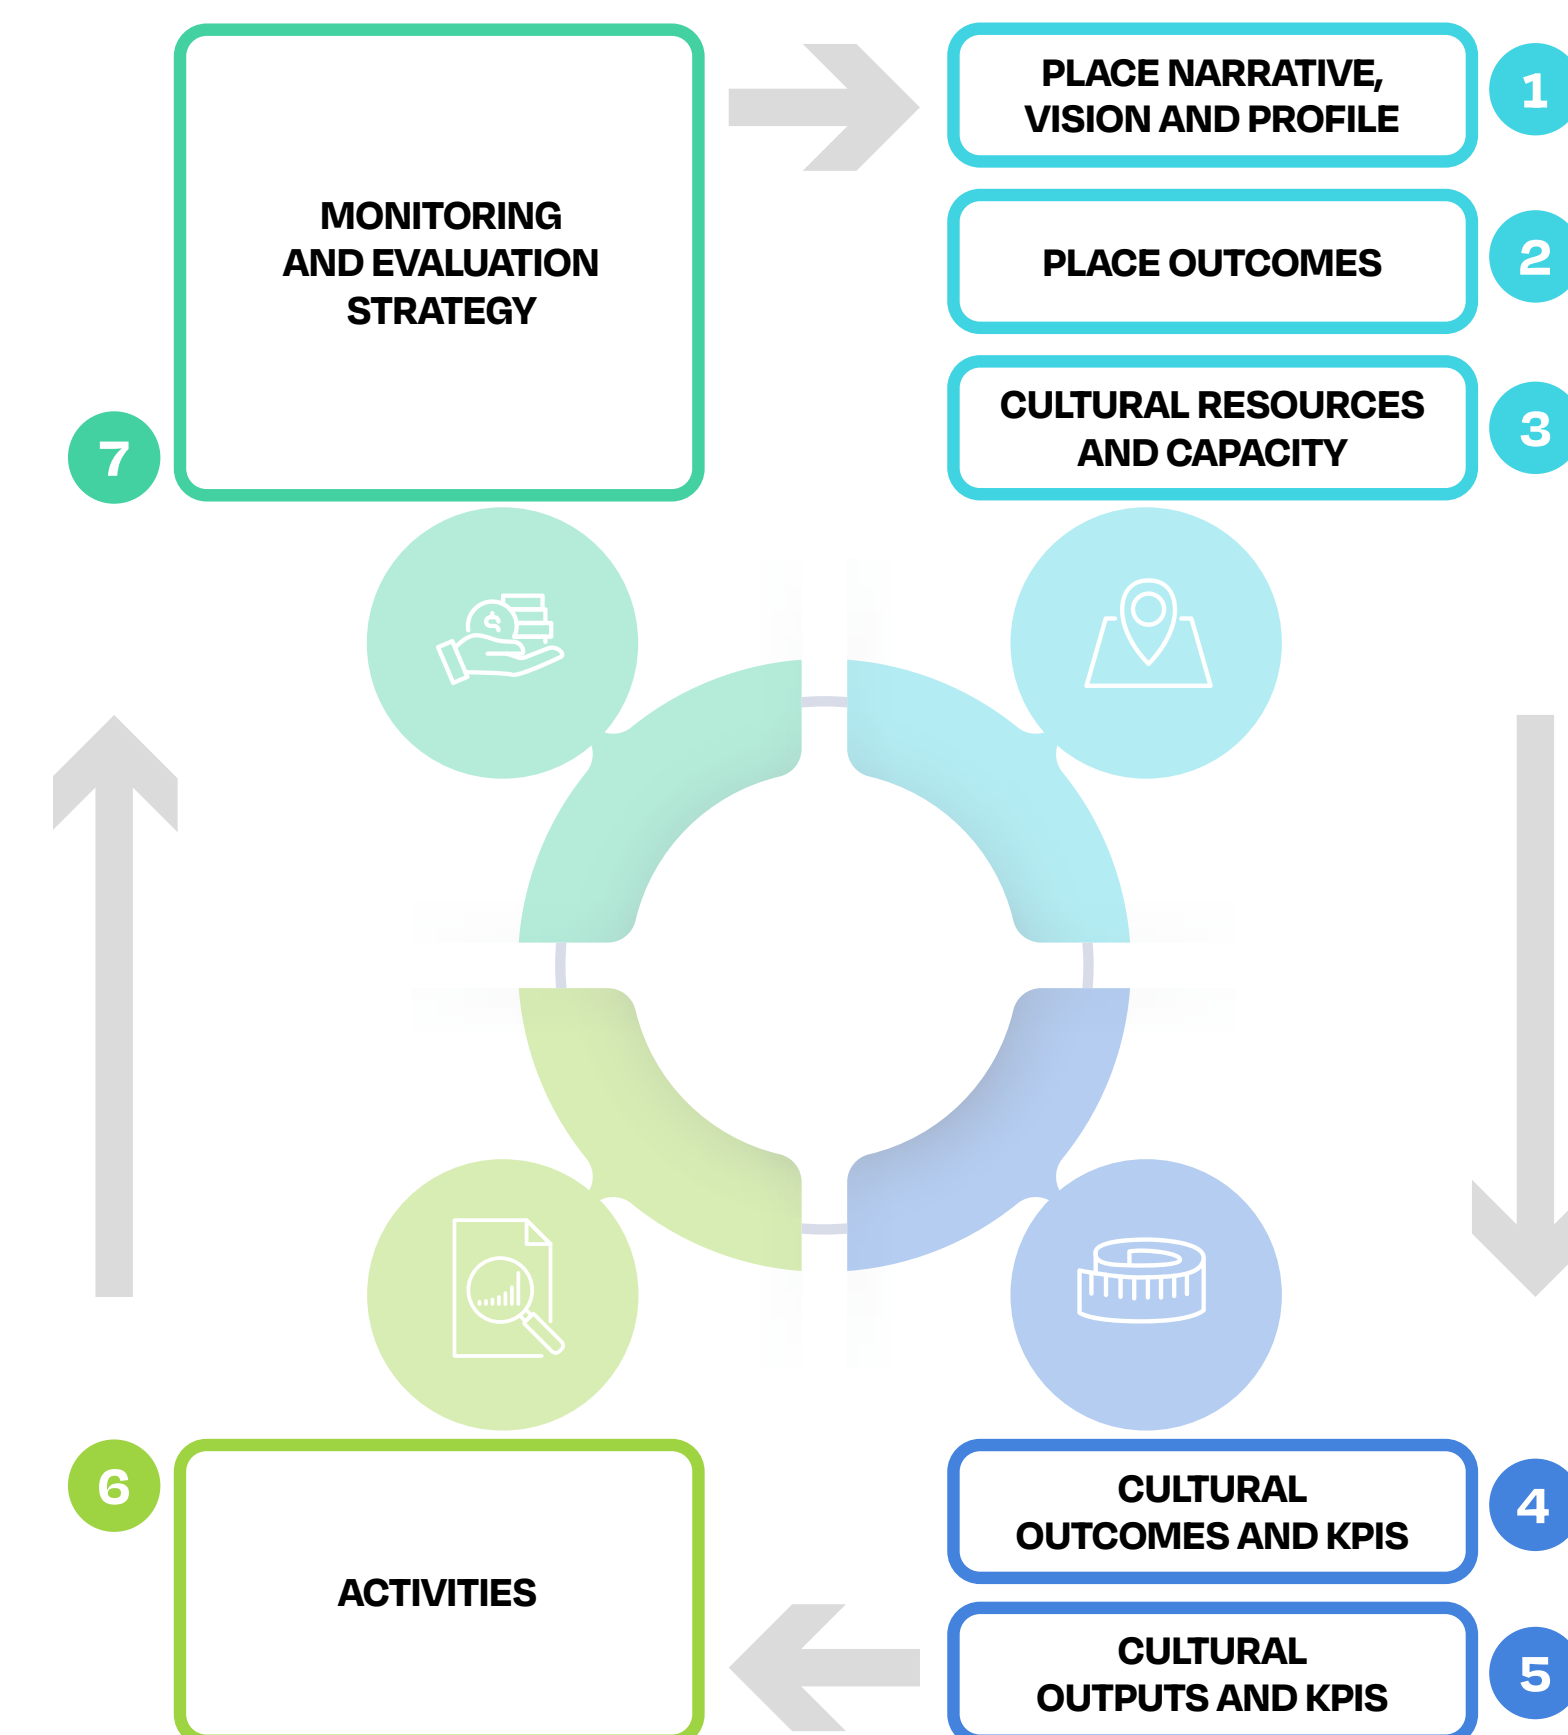 PLACE NARRATIVE,
VISION AND PROFILE
1
PLACE OUTCOMES
2
CULTURAL RESOURCES
AND CAPACITY
3
CULTURAL
OUTCOMES AND KPIS
4
CULTURAL
OUTPUTS AND KPIS
5
6
ACTIVITIES
7
MONITORING
AND EVALUATION
STRATEGY
$